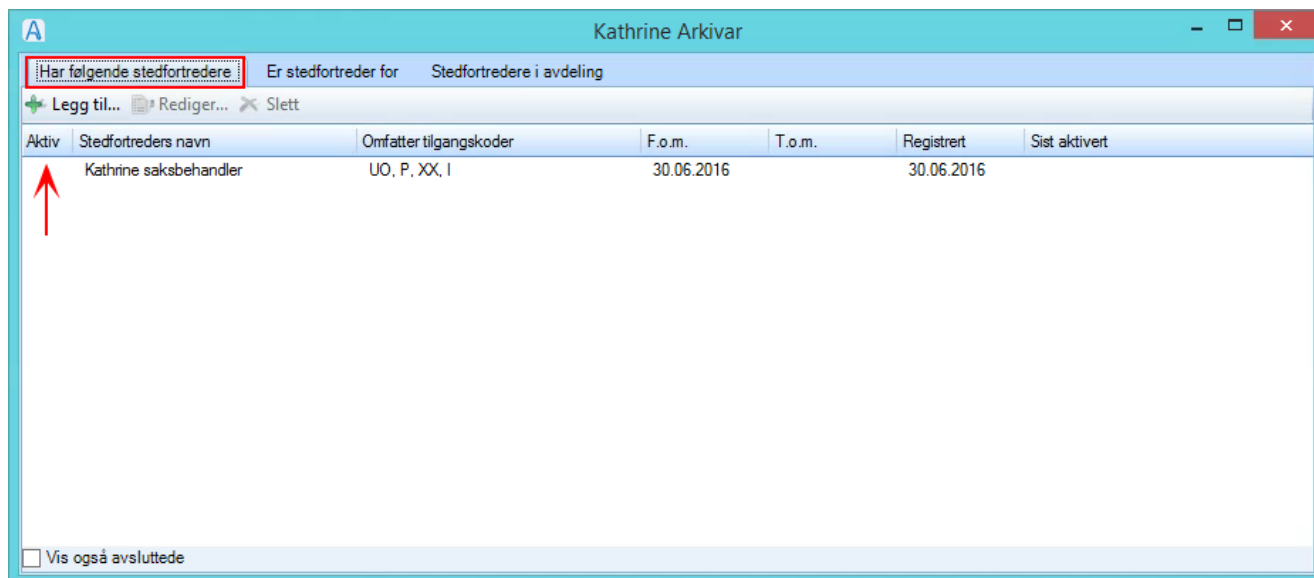 A Kathrine Arkivar
Har følgende stedfortredere Er stedfortreder for Stedfortredere i avdeling
Legg til... Rediger... Slett
Aktiv Stedfortreders navn Omfatter tilgangskoder F.o.m. T.o.m. Registrert Sist aktivert
Kathrine saksbehandler UO, P, XX, I 30.06.2016 30.06.2016
Vis også avsluttede